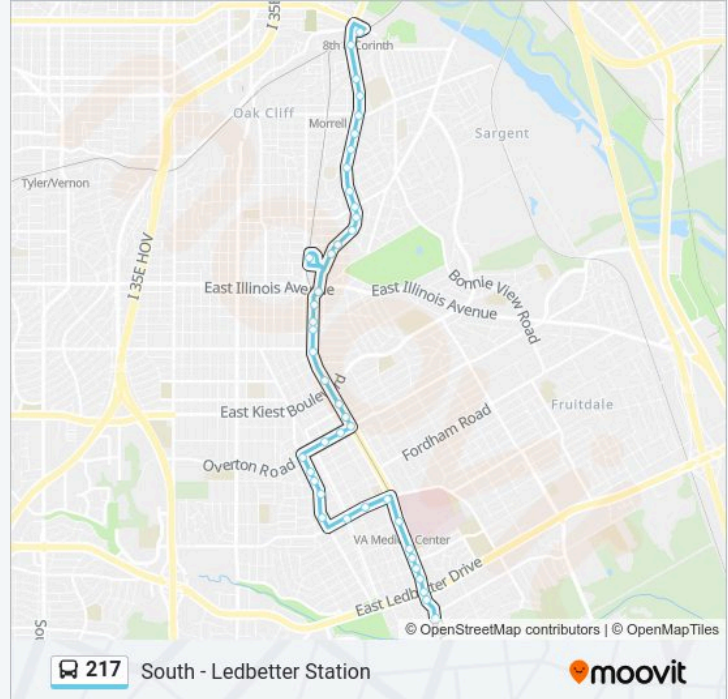 I 35E
8th & Corinth
Oak Cliff
Morrell
Sargent
Tyler/Vernon
I 35E HOV
East Illinois Avenue
East Illinois Avenue
Bonnie View Road
East Kiest Boulevard
Fruitdale
Fordham Road
Overton Road
VA Medical Center
East Ledbetter Drive
© OpenStreetMap contributors | © OpenMapTiles
217 South - Ledbetter Station
moovit